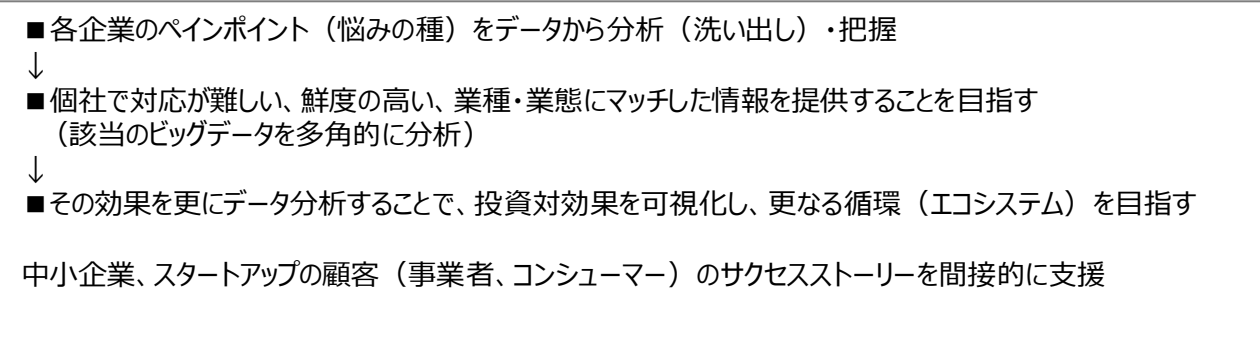 ■各企業のペインポイント（悩みの種）をデータから分析（洗い出し）・把握
↓
■個社で対応が難しい、鮮度の高い、業種・業態にマッチした情報を提供することを目指す
（該当のビッグデータを多角的に分析）
↓
■その効果を更にデータ分析することで、投資対効果を可視化し、更なる循環（エコシステム）を目指す
中小企業、スタートアップの顧客（事業者、コンシューマー）のサクセスストーリーを間接的に支援